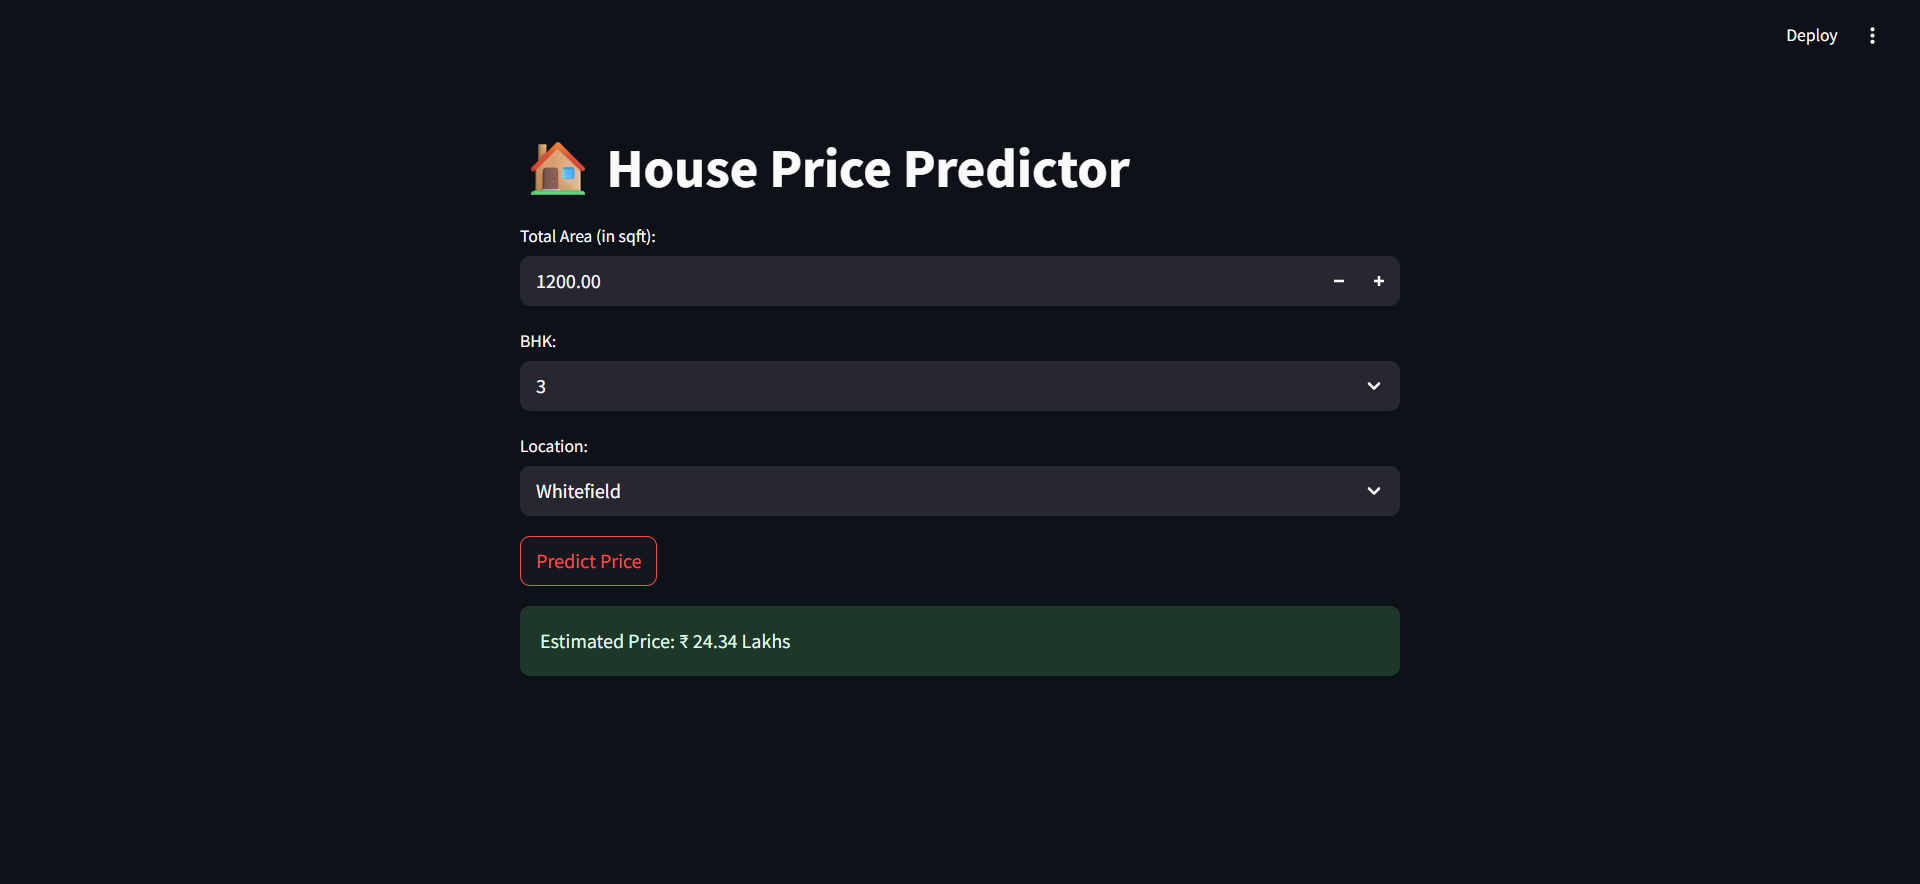 Deploy
House Price Predictor
Total Area (in sqft):
1200.00
BHK:
3
Location:
Whitefield
Predict Price
Estimated Price: ₹ 24.34 Lakhs